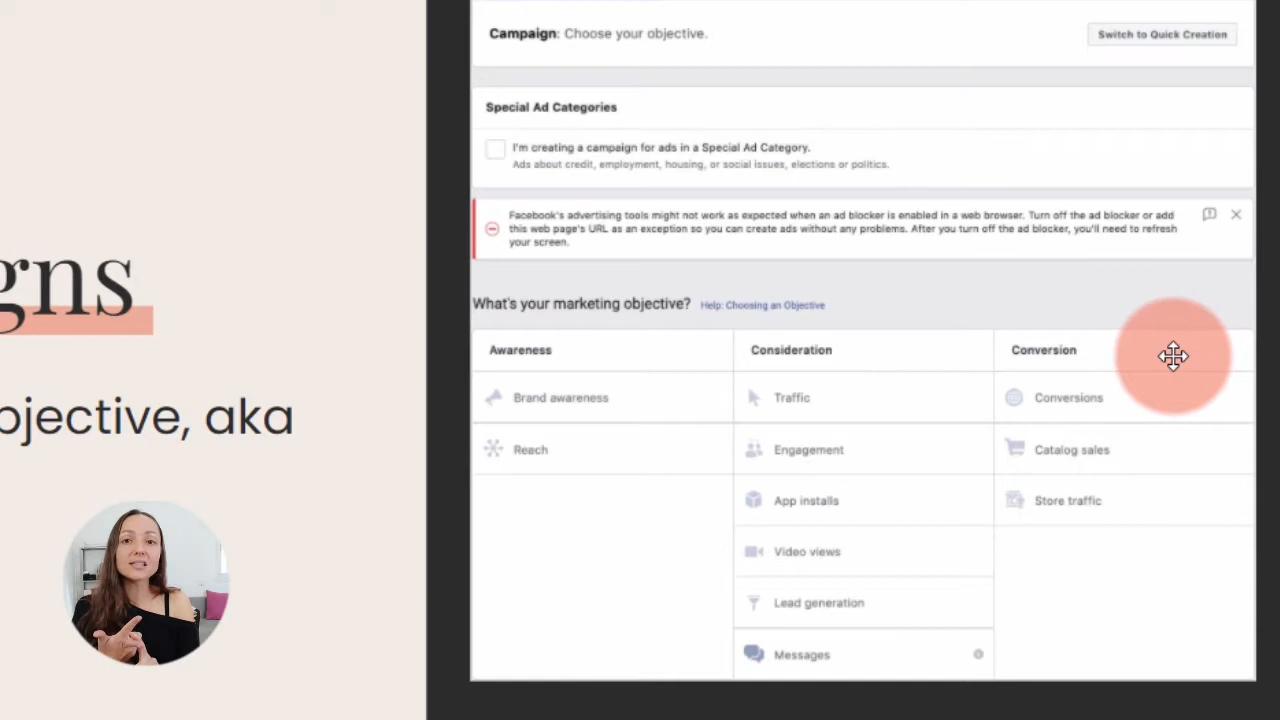 gns
bjective, aka
Campaign: Choose your objective.
Switch to Quick Creation
Special Ad Categories
I'm creating a campaign for ads in a Special Ad Category.
Ads about credit, employment, housing, or social issues, elections or politics.
Facebook's advertising tools might not work as expected when an ad blocker is enabled in a web browser. Turn off the ad blocker or add
this web page's URL as an exception so you can create ads without any problems. After you turn off the ad blocker, you'll need to refresh
your screen.
What's your marketing objective? Help: Choosing an Objective
Awareness Consideration Conversion
Brand awareness Traffic Conversions
Reach Engagement Catalog sales
App installs Store traffic
Video views
Lead generation
Messages